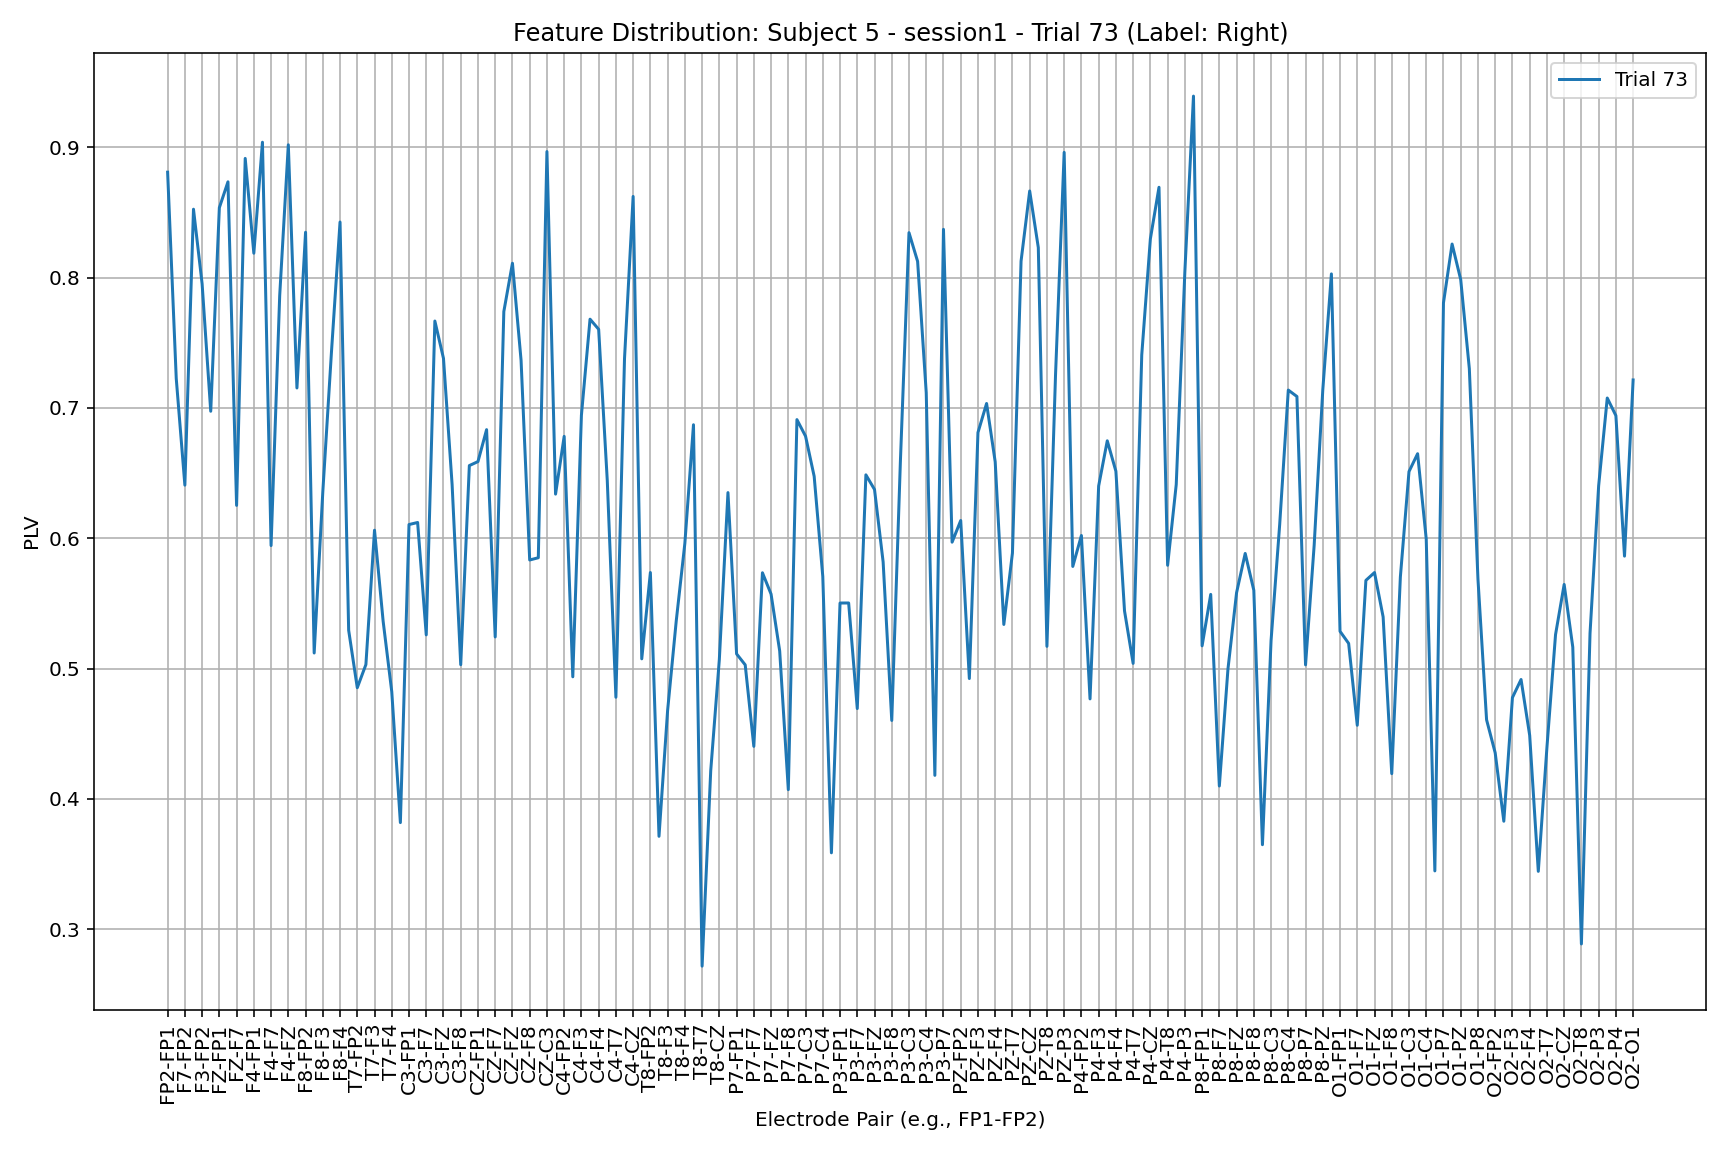 Feature Distribution: Subject 5 - session1 - Trial 73 (Label: Right)
Trial 73
0.9
0.8
0.7
0.6
0.5
0.4
0.3
PLV
FP2-FP1
F7-FP2
F3-FP2
FZ-FP1
FZ-F7
F4-FP1
F4-F7
F4-FZ
F8-FP2
F8-F3
F8-F4
T7-FP2
T7-F3
T7-F4
C3-FP1
C3-F7
C3-FZ
C3-F8
CZ-FP1
CZ-F7
CZ-FZ
CZ-F8
CZ-C3
C4-FP2
C4-F3
C4-F4
C4-T7
C4-CZ
T8-FP2
T8-F3
T8-F4
T8-T7
T8-CZ
P7-FP1
P7-F7
P7-FZ
P7-F8
P7-C3
P7-C4
P3-FP1
P3-F7
P3-FZ
P3-F8
P3-C3
P3-C4
P3-P7
PZ-FP2
PZ-F3
PZ-F4
PZ-T7
PZ-CZ
PZ-T8
PZ-P3
P4-FP2
P4-F3
P4-F4
P4-T7
P4-CZ
P4-T8
P4-P3
P8-FP1
P8-F7
P8-FZ
P8-F8
P8-C3
P8-C4
P8-P7
P8-PZ
O1-FP1
O1-F7
O1-FZ
O1-F8
O1-C3
O1-C4
O1-P7
O1-PZ
O1-P8
O2-FP2
O2-F3
O2-F4
O2-T7
O2-CZ
O2-T8
O2-P3
O2-P4
O2-O1
Electrode Pair (e.g., FP1-FP2)